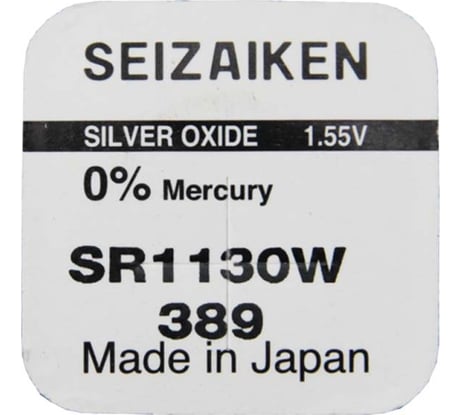 SEIZAIKEN
SILVER OXIDE 1.55V
0% Mercury
SR1130W
389
Made in Japan